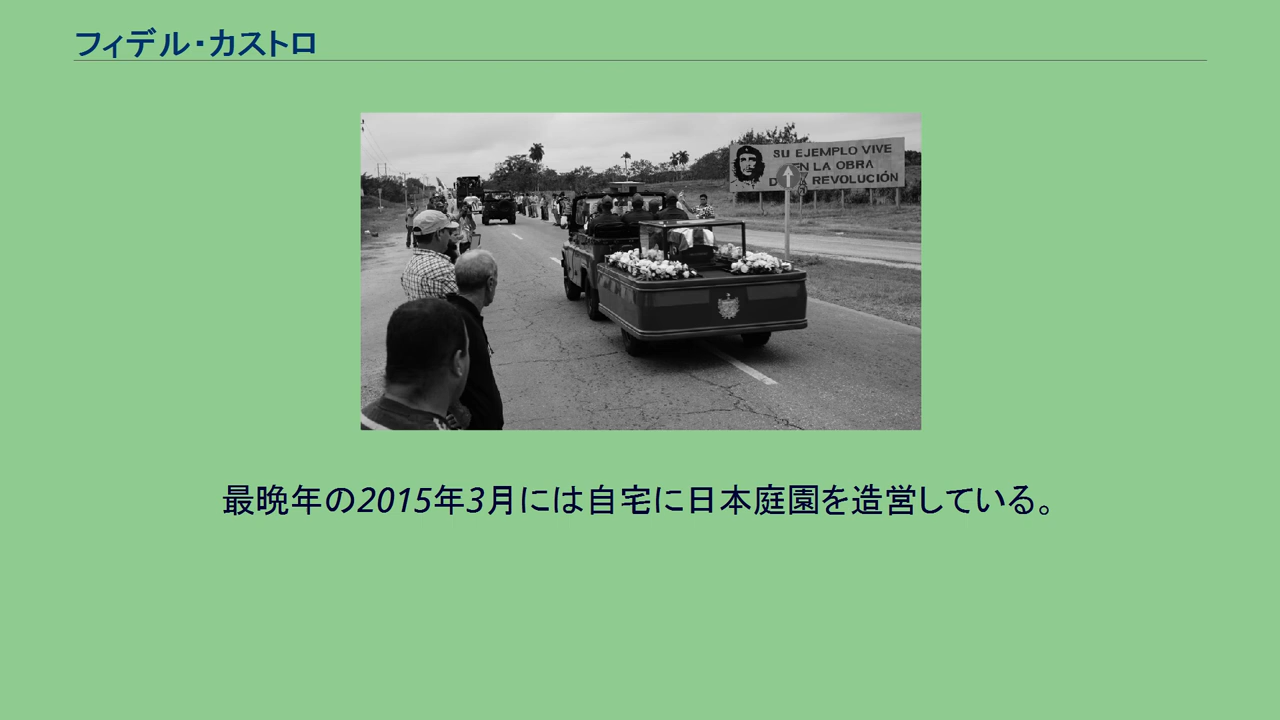 フィデル・カストロ
SU EJEMPLO VIVE
EN LA OBRA
REVOLUCIÓN
最晩年の2015年3月には自宅に日本庭園を造営している。